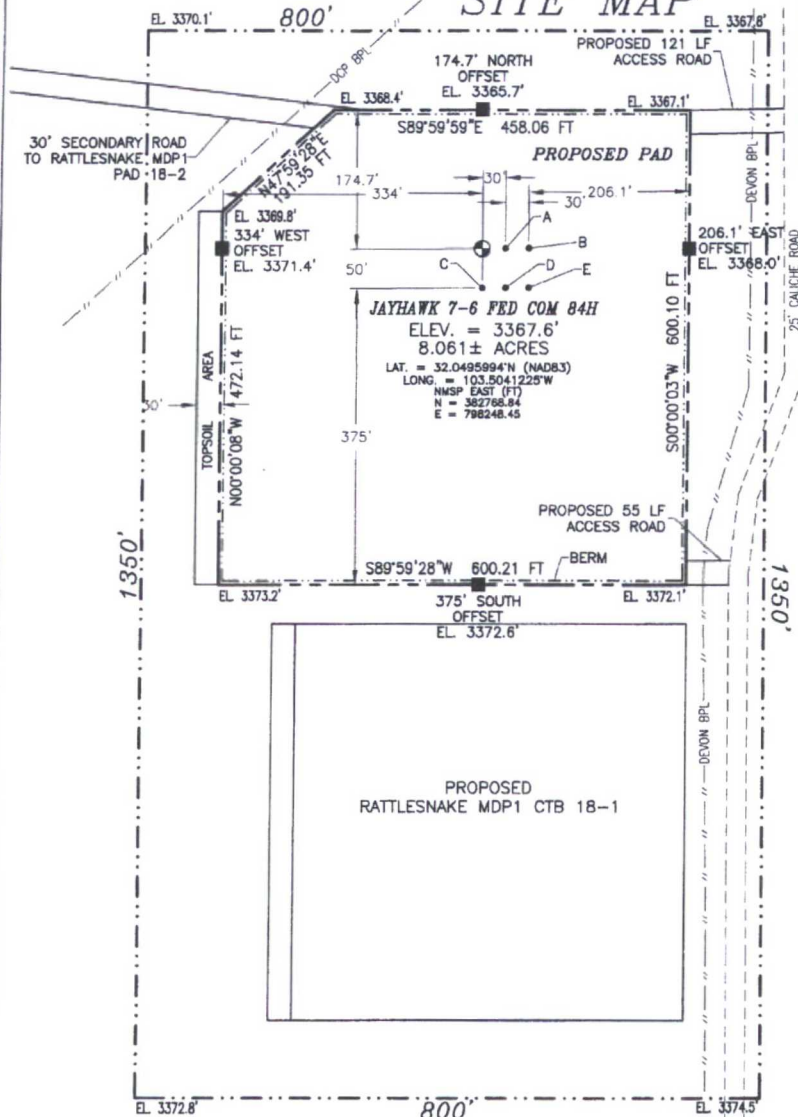 SITE MAP
EL. 3370.1'
800'
EL. 3367.8'
DCP BPL
174.7' NORTH
OFFSET
EL. 3365.7'
PROPOSED 121 LF
ACCESS ROAD
EL. 3368.4'
EL. 3367.1'
S89°59'59"E 458.06 FT
30' SECONDARY ROAD
TO RATTLESNAKE MDP1
PAD 18-2
N47°59'28"E
191.35 FT
PROPOSED PAD
DEVON BPL
174.7'
30'
334'
206.1'
30'
EL. 3369.8'
A
B
334' WEST
OFFSET
EL. 3371.4'
206.1' EAST
OFFSET
EL. 3368.0'
50'
C
D
E
25' CALICHE ROAD
JAYHAWK 7-6 FED COM 84H
ELEV. = 3367.6'
8.061± ACRES
LAT. = 32.0495994°N (NAD83)
LONG. = 103.5041225°W
NMSP EAST (FT)
N = 382768.84
E = 798248.45
30'
TOPSOIL AREA
N00°00'08"W 472.14 FT
S00°00'03"W 600.10 FT
375'
PROPOSED 55 LF
ACCESS ROAD
1350'
1350'
S89°59'28"W 600.21 FT
BERM
EL. 3373.2'
375' SOUTH
OFFSET
EL. 3372.6'
EL. 3372.1'
DEVON BPL
PROPOSED
RATTLESNAKE MDP1 CTB 18-1
EL. 3372.8'
800'
EL. 3374.5'